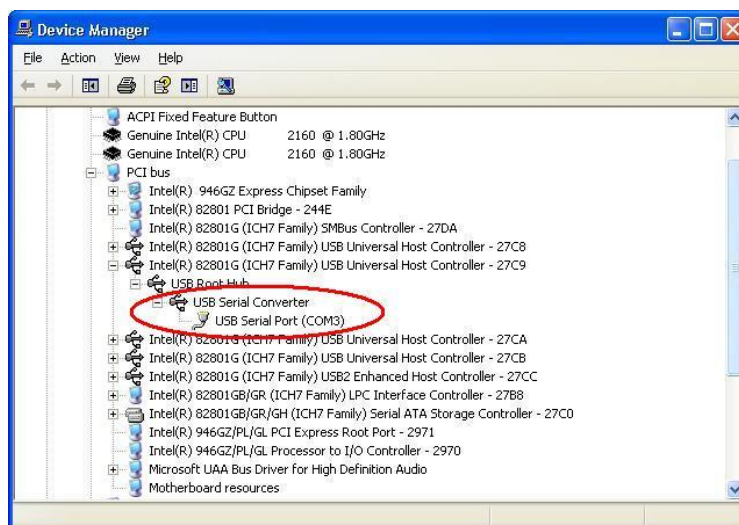 Device Manager
File Action View Help
ACPI Fixed Feature Button
Genuine Intel(R) CPU 2160 @ 1.80GHz
Genuine Intel(R) CPU 2160 @ 1.80GHz
PCI bus
Intel(R) 946GZ Express Chipset Family
Intel(R) 82801 PCI Bridge - 244E
Intel(R) 82801G (ICH7 Family) SMBus Controller - 27DA
Intel(R) 82801G (ICH7 Family) USB Universal Host Controller - 27C8
Intel(R) 82801G (ICH7 Family) USB Universal Host Controller - 27C9
USB Root Hub
USB Serial Converter
USB Serial Port (COM3)
Intel(R) 82801G (ICH7 Family) USB Universal Host Controller - 27CA
Intel(R) 82801G (ICH7 Family) USB Universal Host Controller - 27CB
Intel(R) 82801G (ICH7 Family) USB2 Enhanced Host Controller - 27CC
Intel(R) 82801GB/GR (ICH7 Family) LPC Interface Controller - 27B8
Intel(R) 82801GB/GR/GH (ICH7 Family) Serial ATA Storage Controller - 27C0
Intel(R) 946GZ/PL/GL PCI Express Root Port - 2971
Intel(R) 946GZ/PL/GL Processor to I/O Controller - 2970
Microsoft UAA Bus Driver for High Definition Audio
Motherboard resources